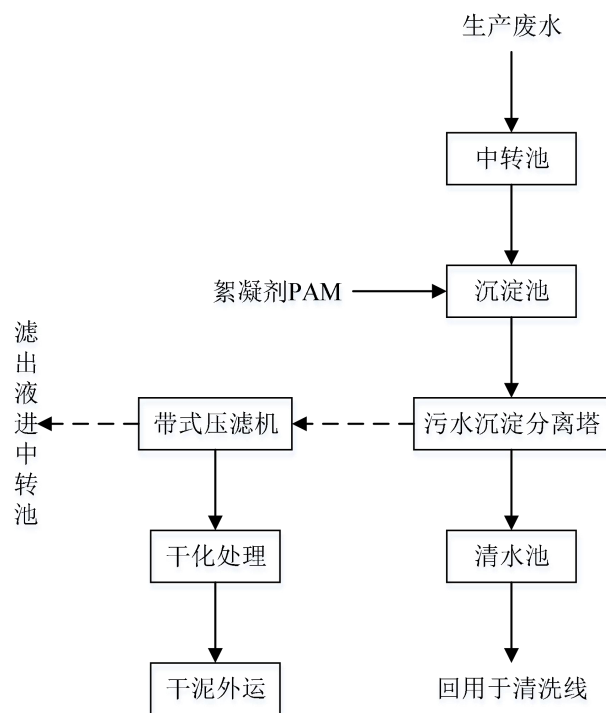 生产废水
中转池
絮凝剂PAM
沉淀池
滤出液进中转池
带式压滤机
污水沉淀分离塔
干化处理
清水池
干泥外运
回用于清洗线